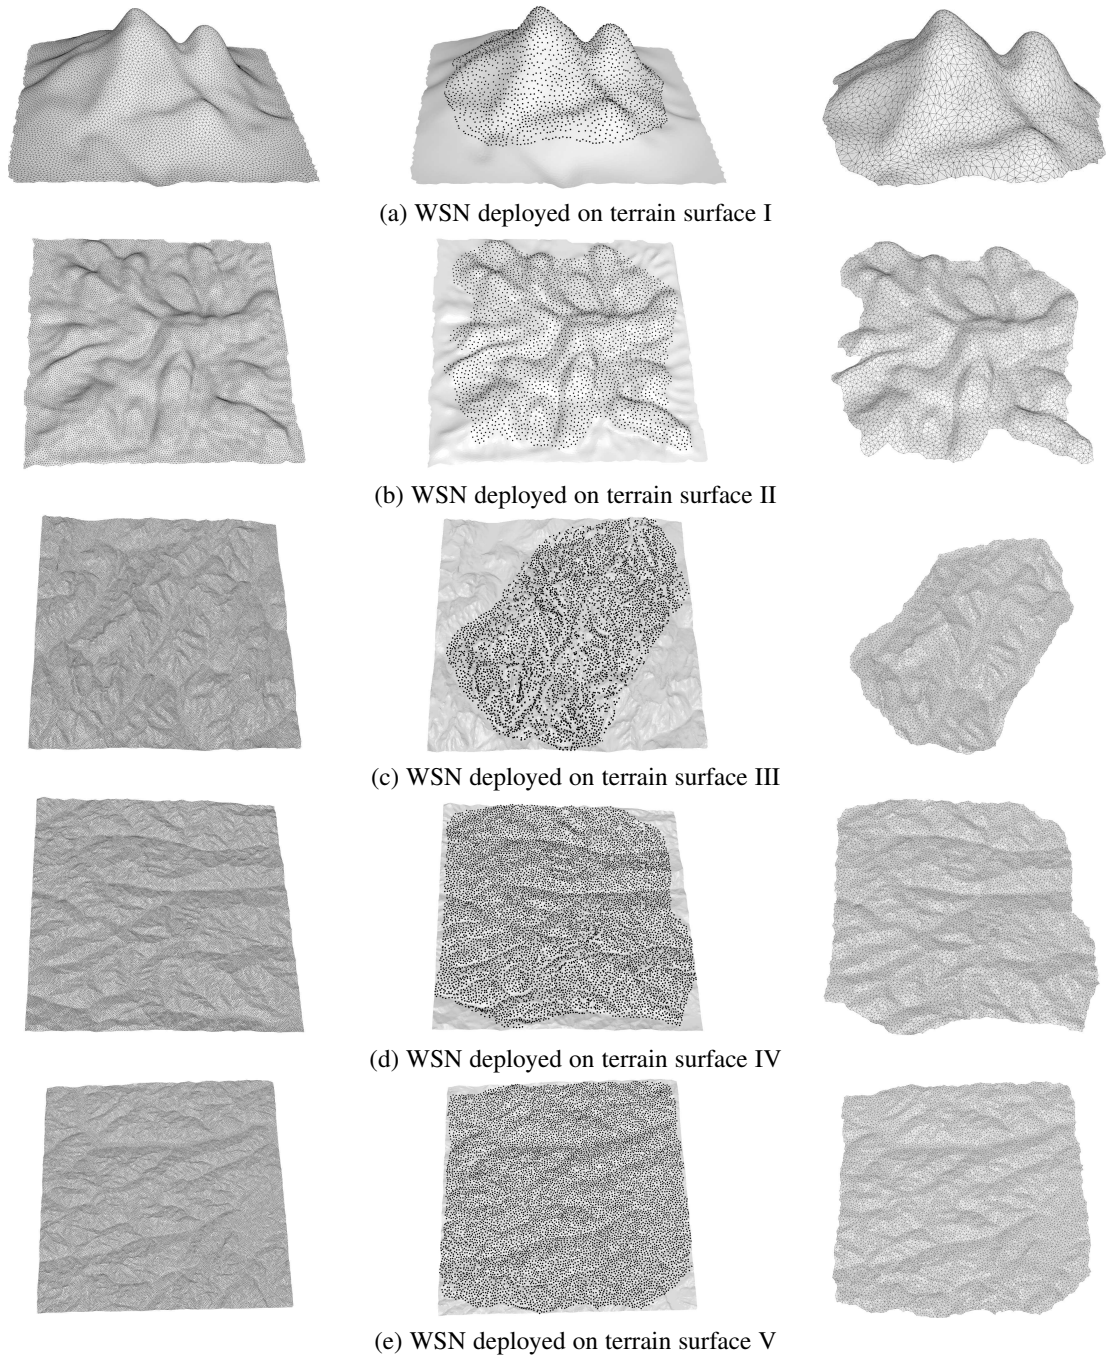 (a) WSN deployed on terrain surface I
(b) WSN deployed on terrain surface II
(c) WSN deployed on terrain surface III
(d) WSN deployed on terrain surface IV
(e) WSN deployed on terrain surface V